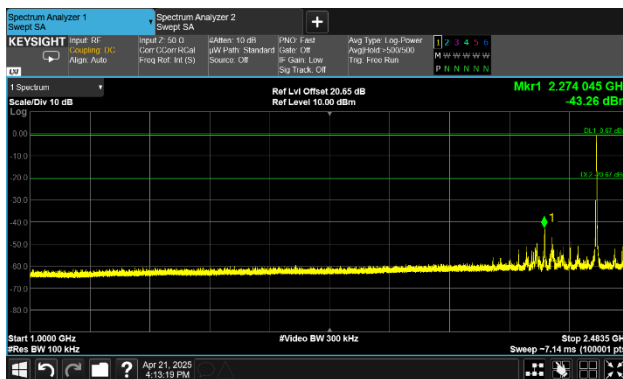 Spectrum Analyzer 1
Swept SA
Spectrum Analyzer 2
Swept SA
+
KEYSIGHT
Input: RF
Coupling: DC
Align: Auto
Input Z: 50 Ω
Corr CCorr RCal
Freq Ref: Int (S)
#Atten: 10 dB
µW Path: Standard
Source: Off
PNO: Fast
Gate: Off
IF Gain: Low
Sig Track: Off
Avg Type: Log-Power
Avg|Hold:>500/500
Trig: Free Run
1 2 3 4 5 6
M W W W W W
P N N N N N
LXI
1 Spectrum
Scale/Div 10 dB
Log
Ref Lvl Offset 20.65 dB
Ref Level 10.00 dBm
Mkr1 2.274 045 GH
-43.26 dBr
0.00
-10.0
-20.0
-30.0
-40.0
-50.0
-60.0
-70.0
-80.0
1
Start 1.0000 GHz
#Res BW 100 kHz
#Video BW 300 kHz
Stop 2.4835 GH
Sweep ~7.14 ms (100001 pts
?
Apr 21, 2025
4:13:19 PM